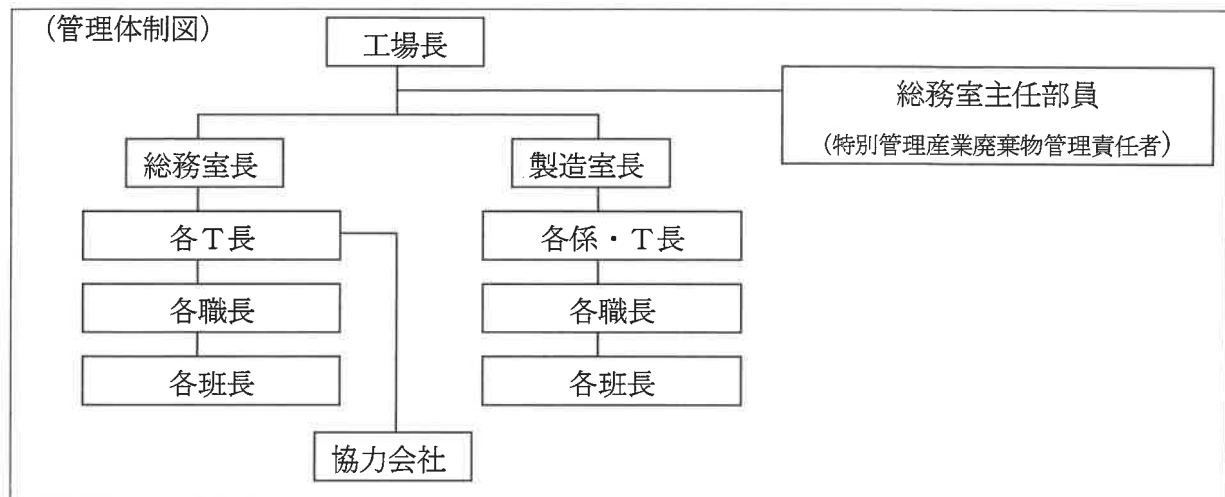 (管理体制図)
工場長
総務室主任部員
(特別管理産業廃棄物管理責任者)
総務室長
製造室長
各T長
各係・T長
各職長
各職長
各班長
各班長
協力会社